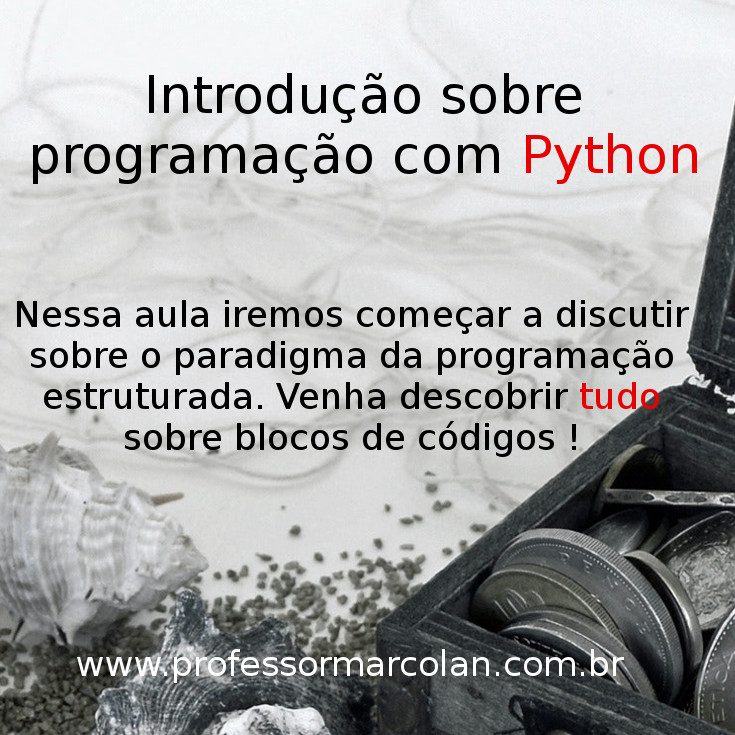 Introdução sobre
programação com Python
Nessa aula iremos começar a discutir
sobre o paradigma da programação
estruturada. Venha descobrir tudo
sobre blocos de códigos !
www.professormarcolan.com.br